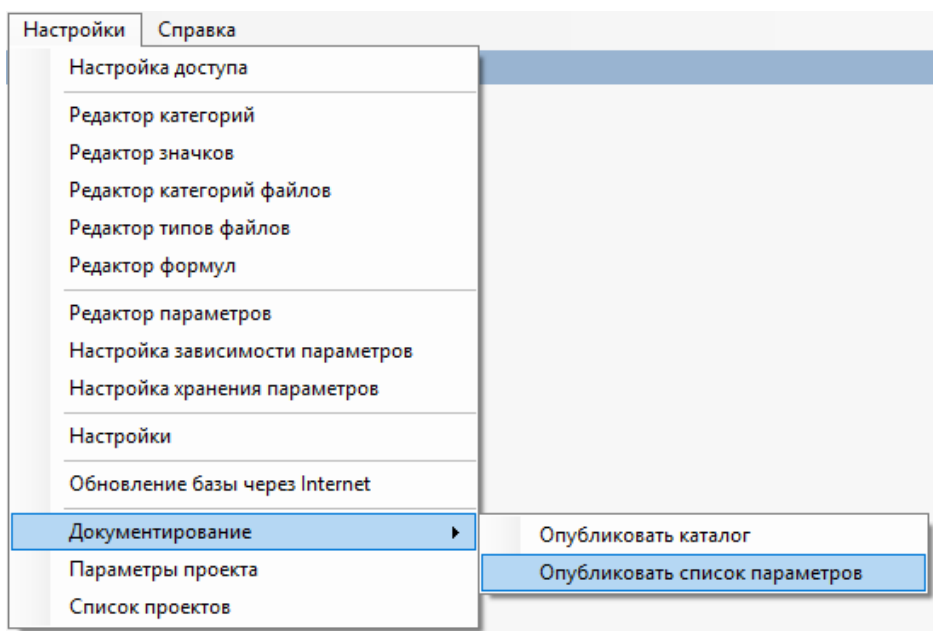 Настройки Справка
Настройка доступа
Редактор категорий
Редактор значков
Редактор категорий файлов
Редактор типов файлов
Редактор формул
Редактор параметров
Настройка зависимости параметров
Настройка хранения параметров
Настройки
Обновление базы через Internet
Документирование
Опубликовать каталог
Опубликовать список параметров
Параметры проекта
Список проектов